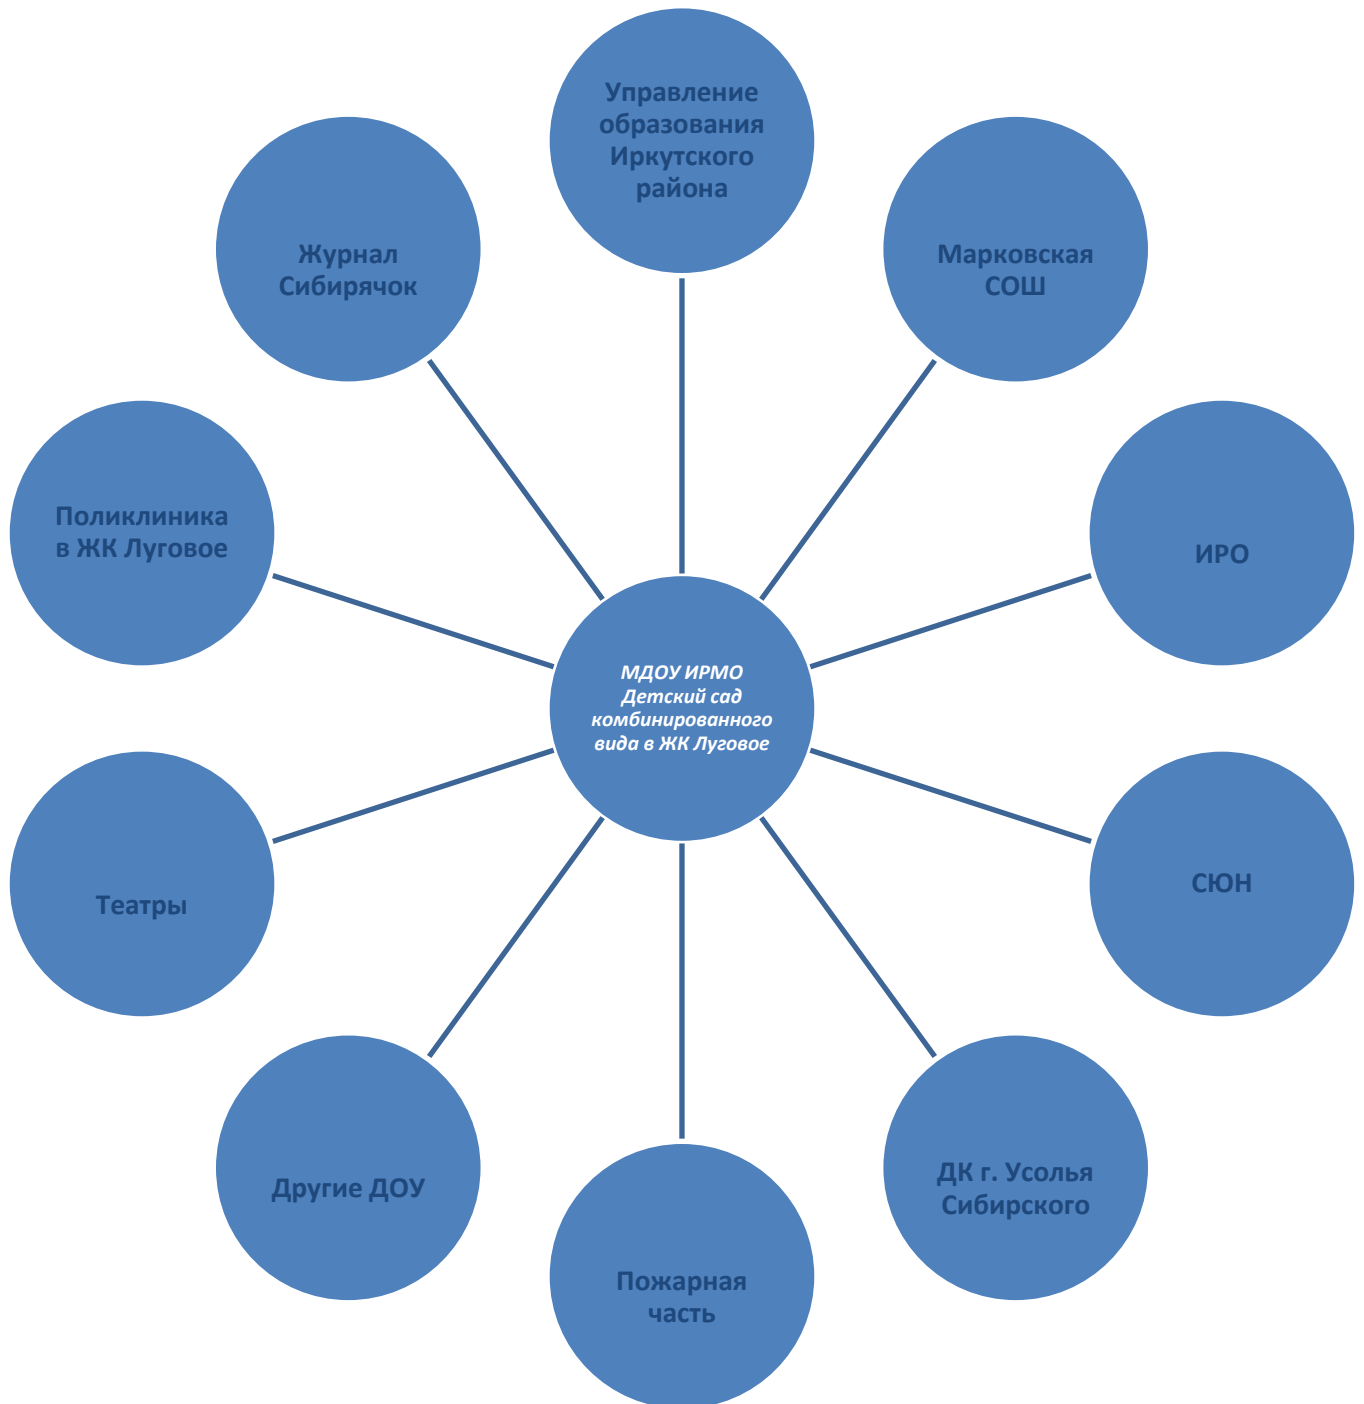 Управление
образования
Иркутского
района
Журнал
Сибирячок
Марковская
СОШ
Поликлиника
в ЖК Луговое
ИРО
МДОУ ИРМО
Детский сад
комбинированного
вида в ЖК Луговое
Театры
СЮН
Другие ДОУ
ДК г. Усолья
Сибирского
Пожарная
часть